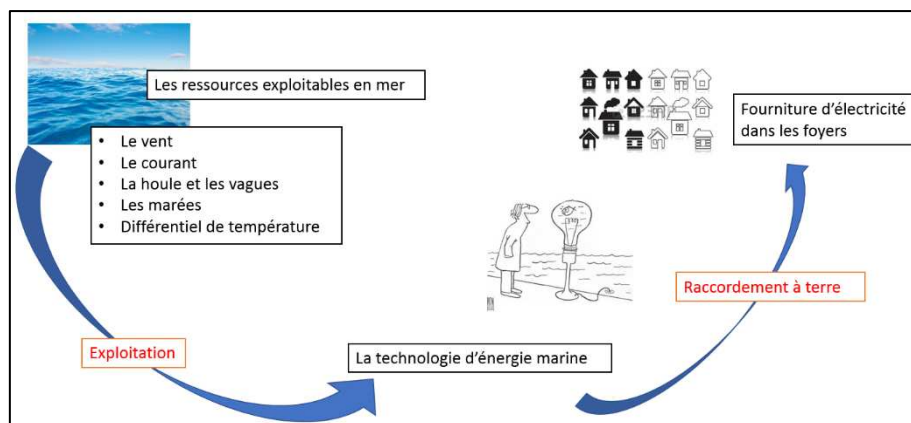 Les ressources exploitables en mer
• Le vent
• Le courant
• La houle et les vagues
• Les marées
• Différentiel de température
Fourniture d’électricité
dans les foyers
Exploitation
La technologie d’énergie marine
Raccordement à terre